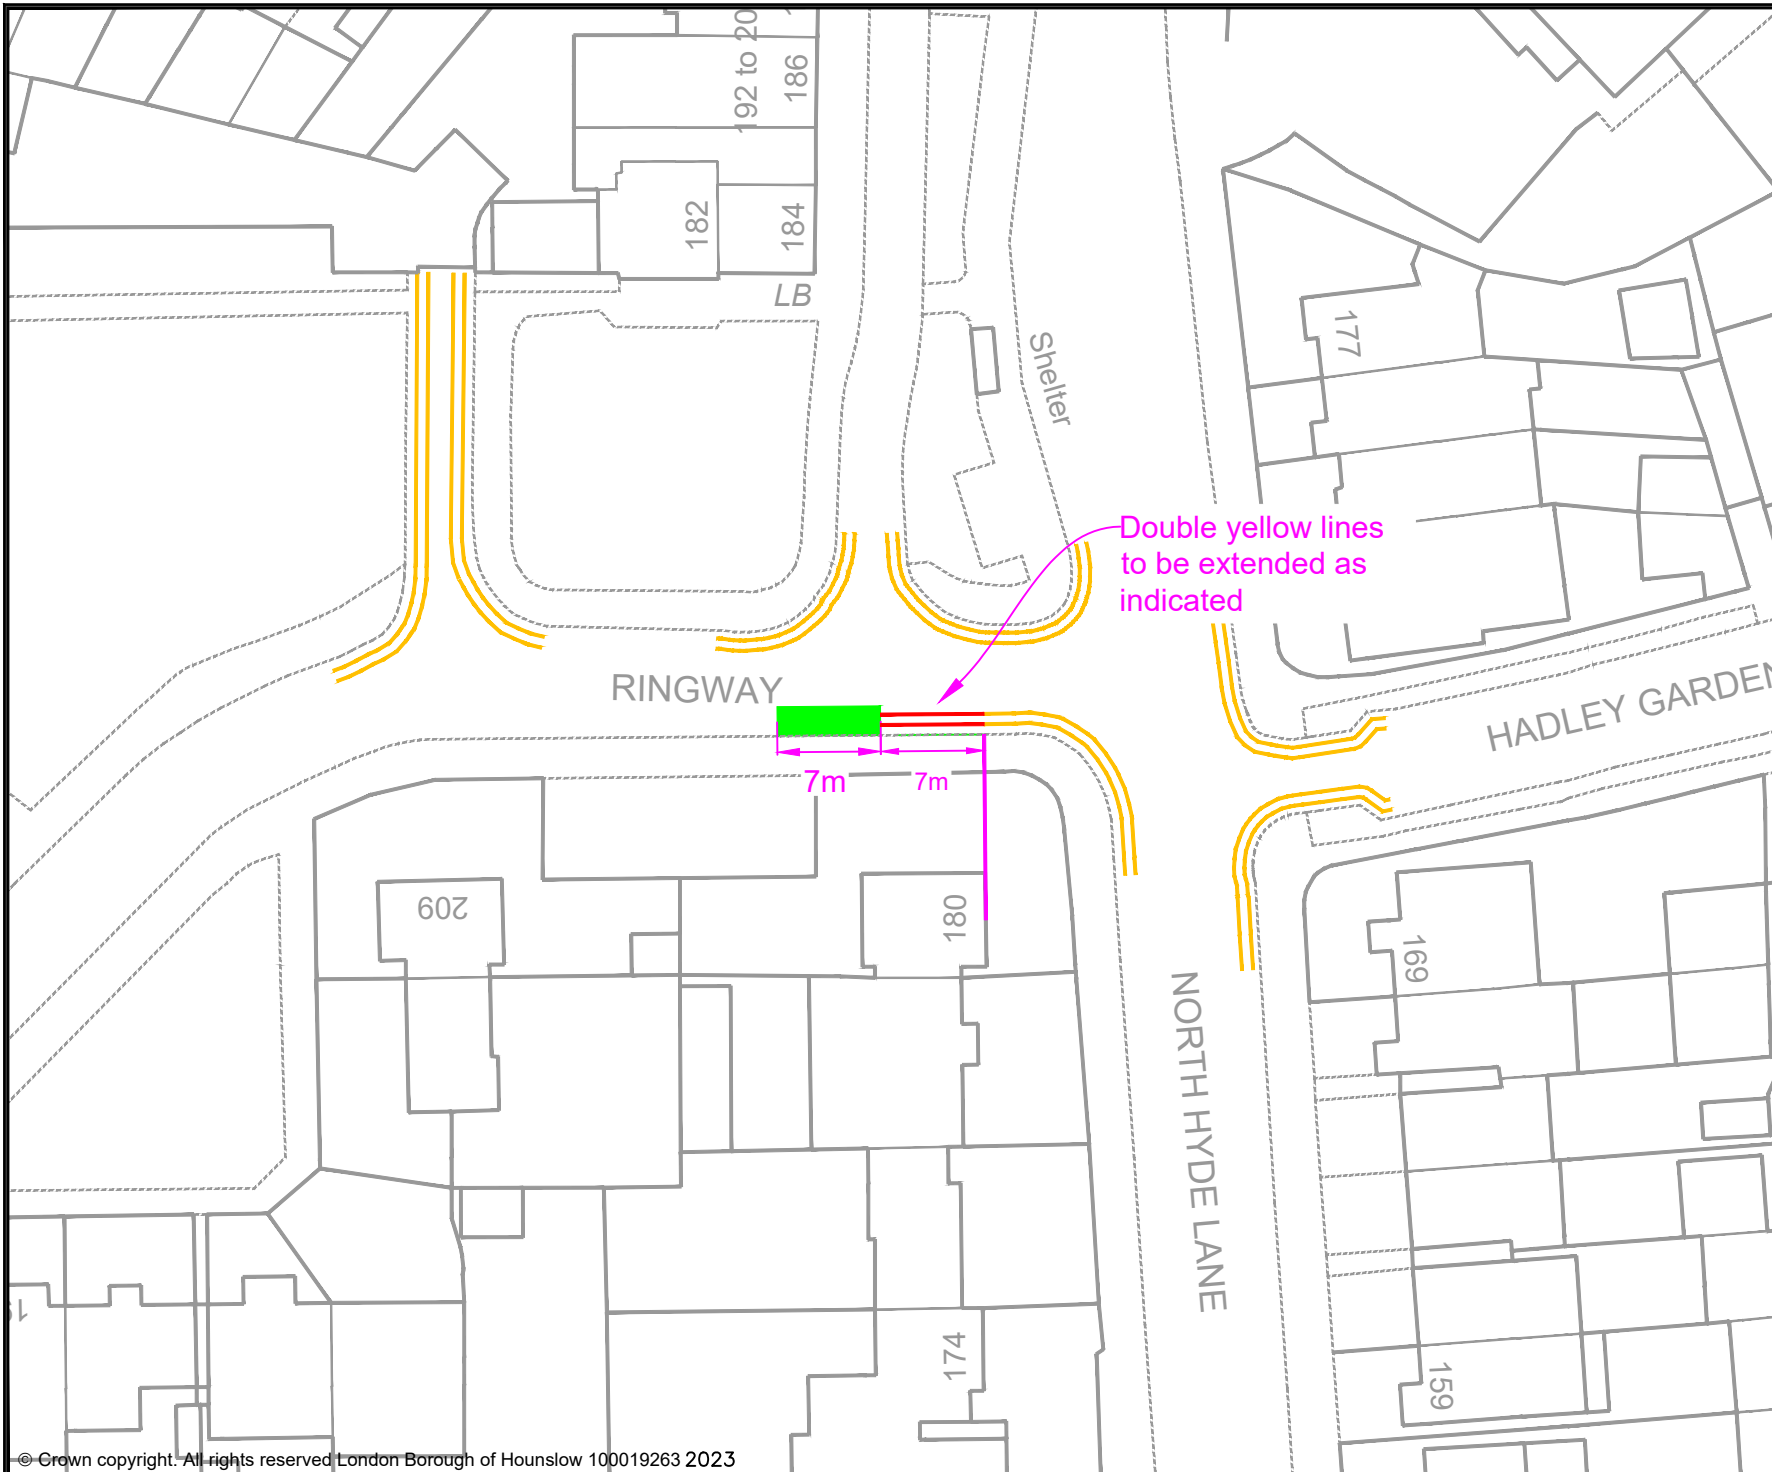 192 to 20
186
182
184
LB
Shelter
177
Double yellow lines
to be extended as
indicated
RINGWAY
HADLEY GARDEN
7m
7m
209
180
169
NORTH HYDE LANE
174
159
© Crown copyright. All rights reserved London Borough of Hounslow 100019263 2023